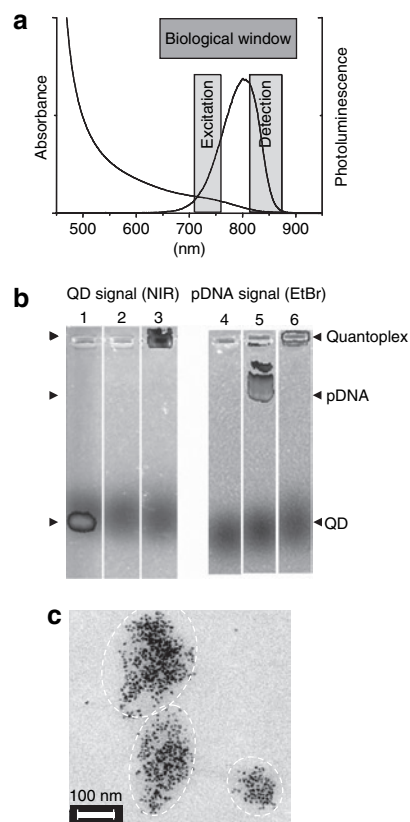 a
Biological window
Absorbance
Excitation
Detection
Photoluminescence
500 600 700 800 900
(nm)
b
QD signal (NIR) pDNA signal (EtBr)
1 2 3 4 5 6
Quantoplex
pDNA
QD
c
100 nm